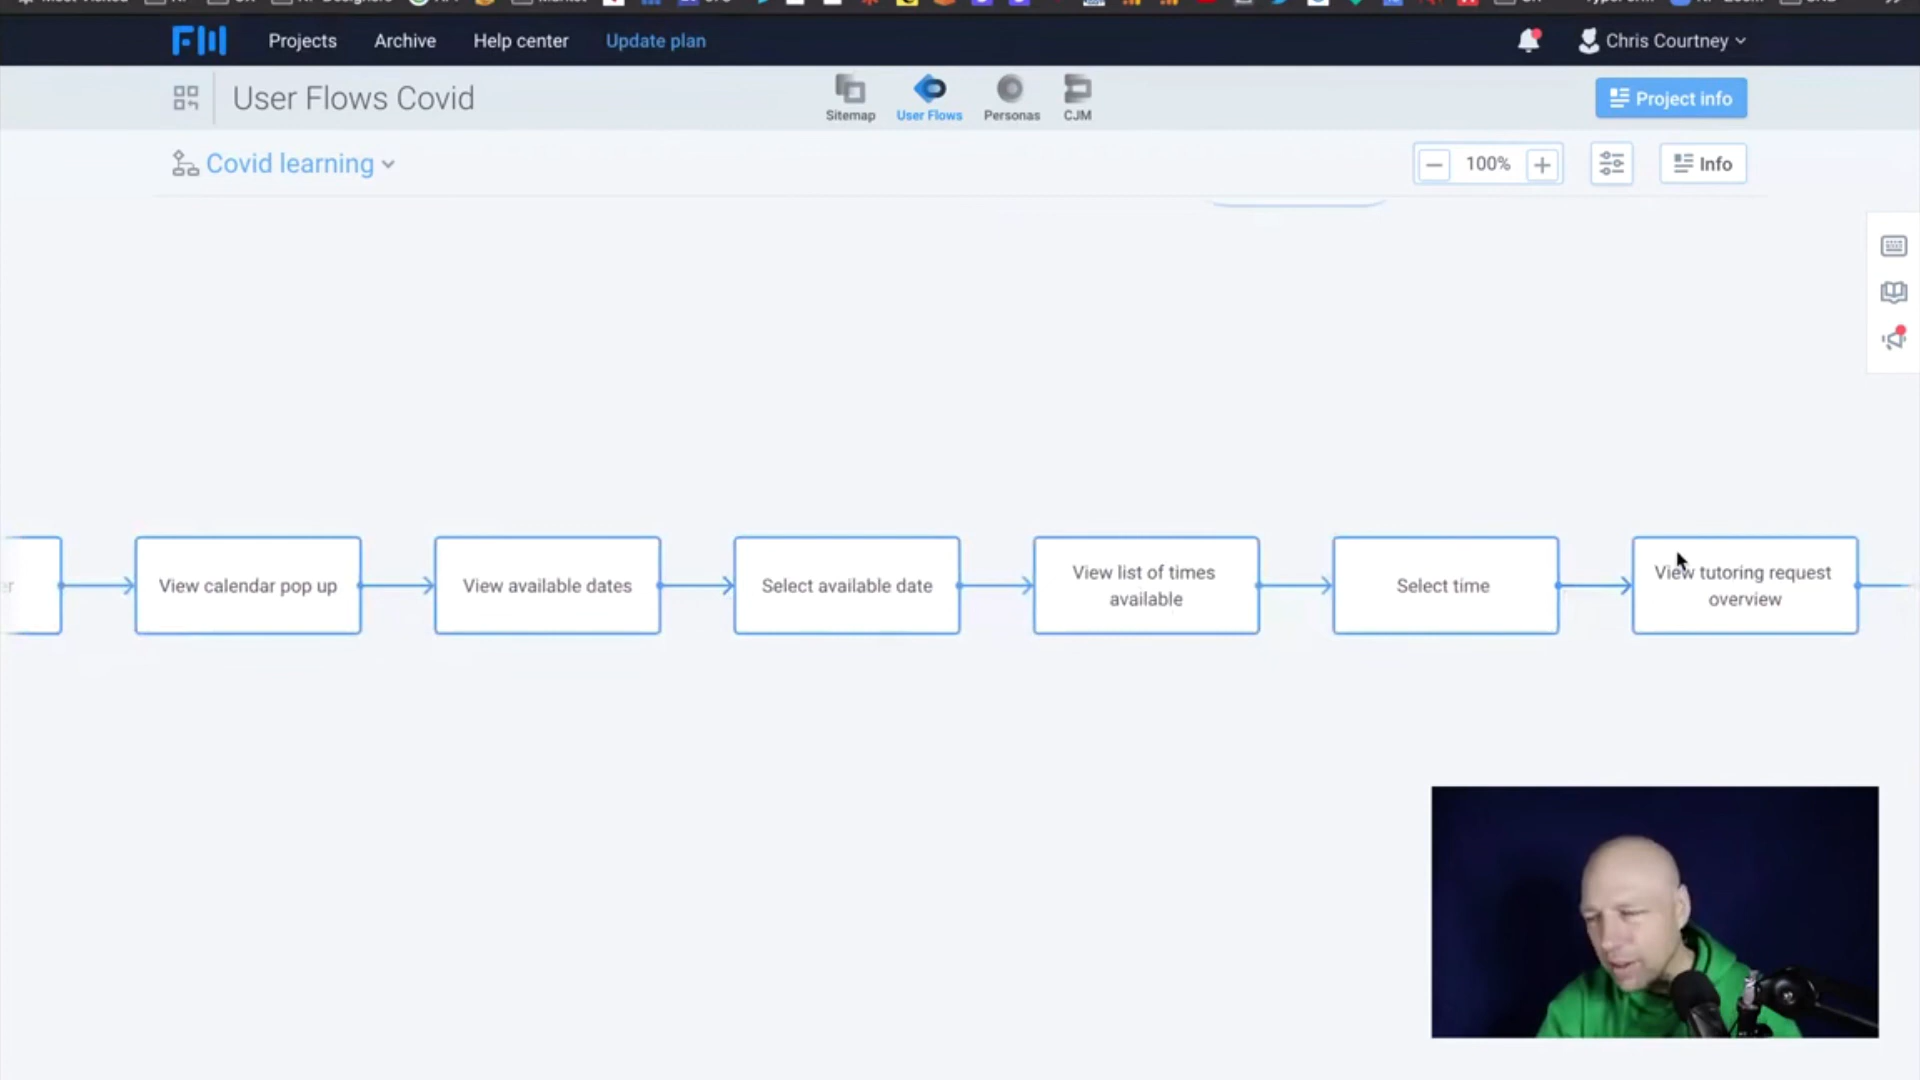 Projects Archive Help center Update plan Chris Courtney
User Flows Covid
Sitemap User Flows Personas CJM
Project info
Covid learning
100%
Info
er
View calendar pop up
View available dates
Select available date
View list of times
available
Select time
View tutoring request
overview